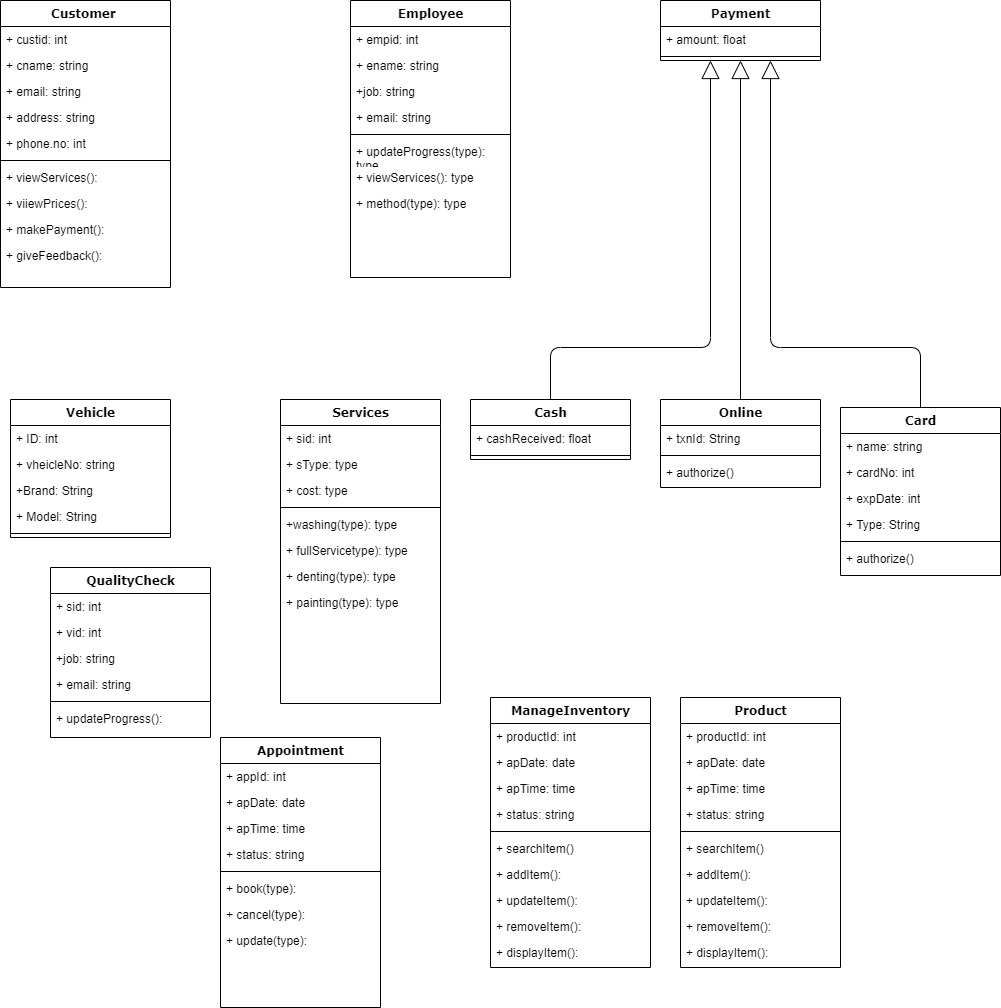 Customer
+ custid: int
+ cname: string
+ email: string
+ address: string
+ phone.no: int
+ viewServices():
+ viiewPrices():
+ makePayment():
+ giveFeedback():
Employee
+ empid: int
+ ename: string
+job: string
+ email: string
+ updateProgress(type):
type
+ viewServices(): type
+ method(type): type
Payment
+ amount: float
Vehicle
+ ID: int
+ vheicleNo: string
+Brand: String
+ Model: String
Services
+ sid: int
+ sType: type
+ cost: type
+washing(type): type
+ fullServicetype): type
+ denting(type): type
+ painting(type): type
Cash
+ cashReceived: float
Online
+ txnId: String
+ authorize()
Card
+ name: string
+ cardNo: int
+ expDate: int
+ Type: String
+ authorize()
QualityCheck
+ sid: int
+ vid: int
+job: string
+ email: string
+ updateProgress():
Appointment
+ appId: int
+ apDate: date
+ apTime: time
+ status: string
+ book(type):
+ cancel(type):
+ update(type):
ManageInventory
+ productId: int
+ apDate: date
+ apTime: time
+ status: string
+ searchItem()
+ addItem():
+ updateItem():
+ removeItem():
+ displayItem():
Product
+ productId: int
+ apDate: date
+ apTime: time
+ status: string
+ searchItem()
+ addItem():
+ updateItem():
+ removeItem():
+ displayItem():